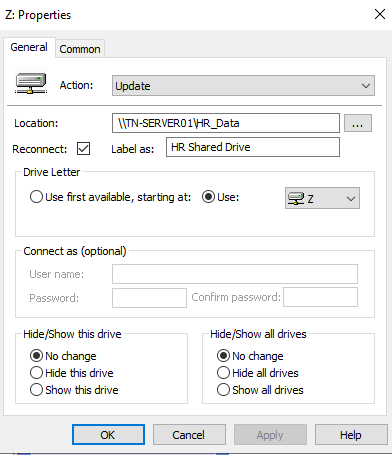 Z: Properties
General Common
Action: Update
Location: \\TN-SERVER01\HR_Data ...
Reconnect: Label as: HR Shared Drive
Drive Letter
Use first available, starting at: Use: Z
Connect as (optional)
User name:
Password: Confirm password:
Hide/Show this drive Hide/Show all drives
No change No change
Hide this drive Hide all drives
Show this drive Show all drives
OK Cancel Apply Help